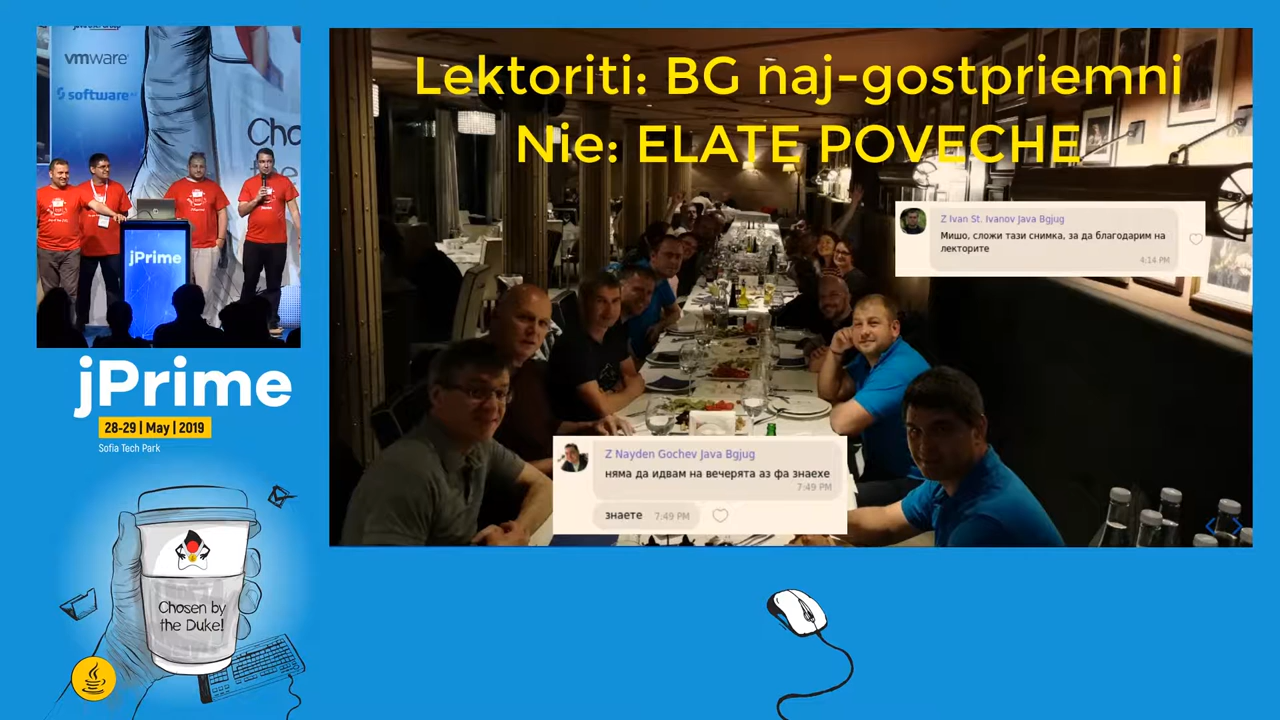 vmware
software
Cho
the
jPrime
jPrime
28-29 | May | 2019
Sofia Tech Park
Chosen by
the Duke!
Lektoriti: BG naj-gostpriemni
Nie: ELATE POVECHE
Z Ivan St. Ivanov Java Bgjug
Мишо, сложи тази снимка, за да благодарим на
лекторите
4:14 PM
Z Nayden Gochev Java Bgjug
няма да идвам на вечерята аз фа знаехе
7:49 PM
знаете 7:49 PM